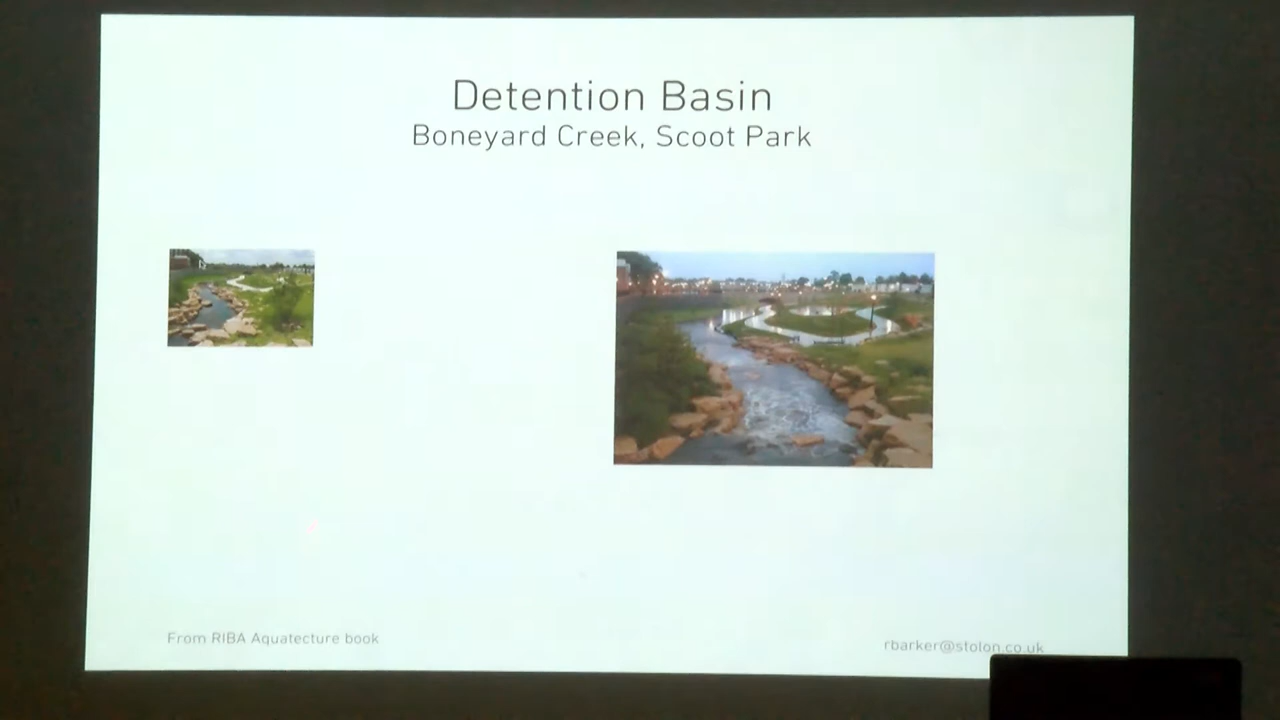 Detention Basin
Boneyard Creek, Scoot Park
From RIBA Aquatecture book
rbarker@stolon.co.uk